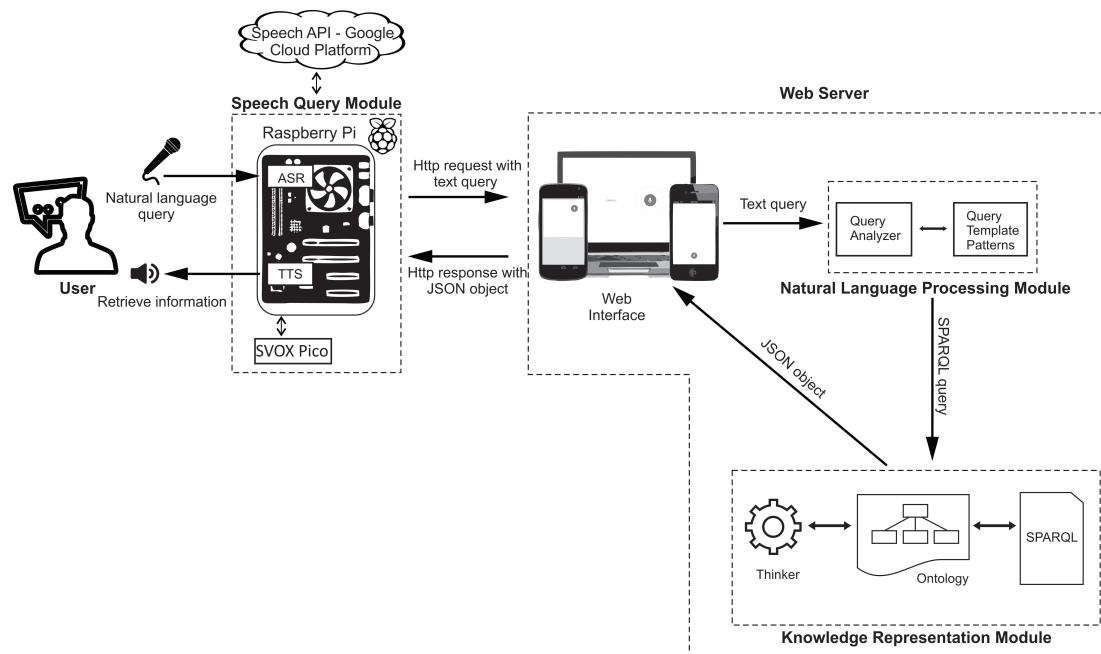 Speech API - Google
Cloud Platform
Speech Query Module
Web Server
Raspberry Pi
ASR
Natural language
query
Http request with
text query
Text query
Query
Analyzer
Query
Template
Patterns
User
TTS
Retrieve information
Http response with
JSON object
Web
Interface
Natural Language Processing Module
SVOX Pico
JSON object
SPARQL query
Thinker
Ontology
SPARQL
Knowledge Representation Module